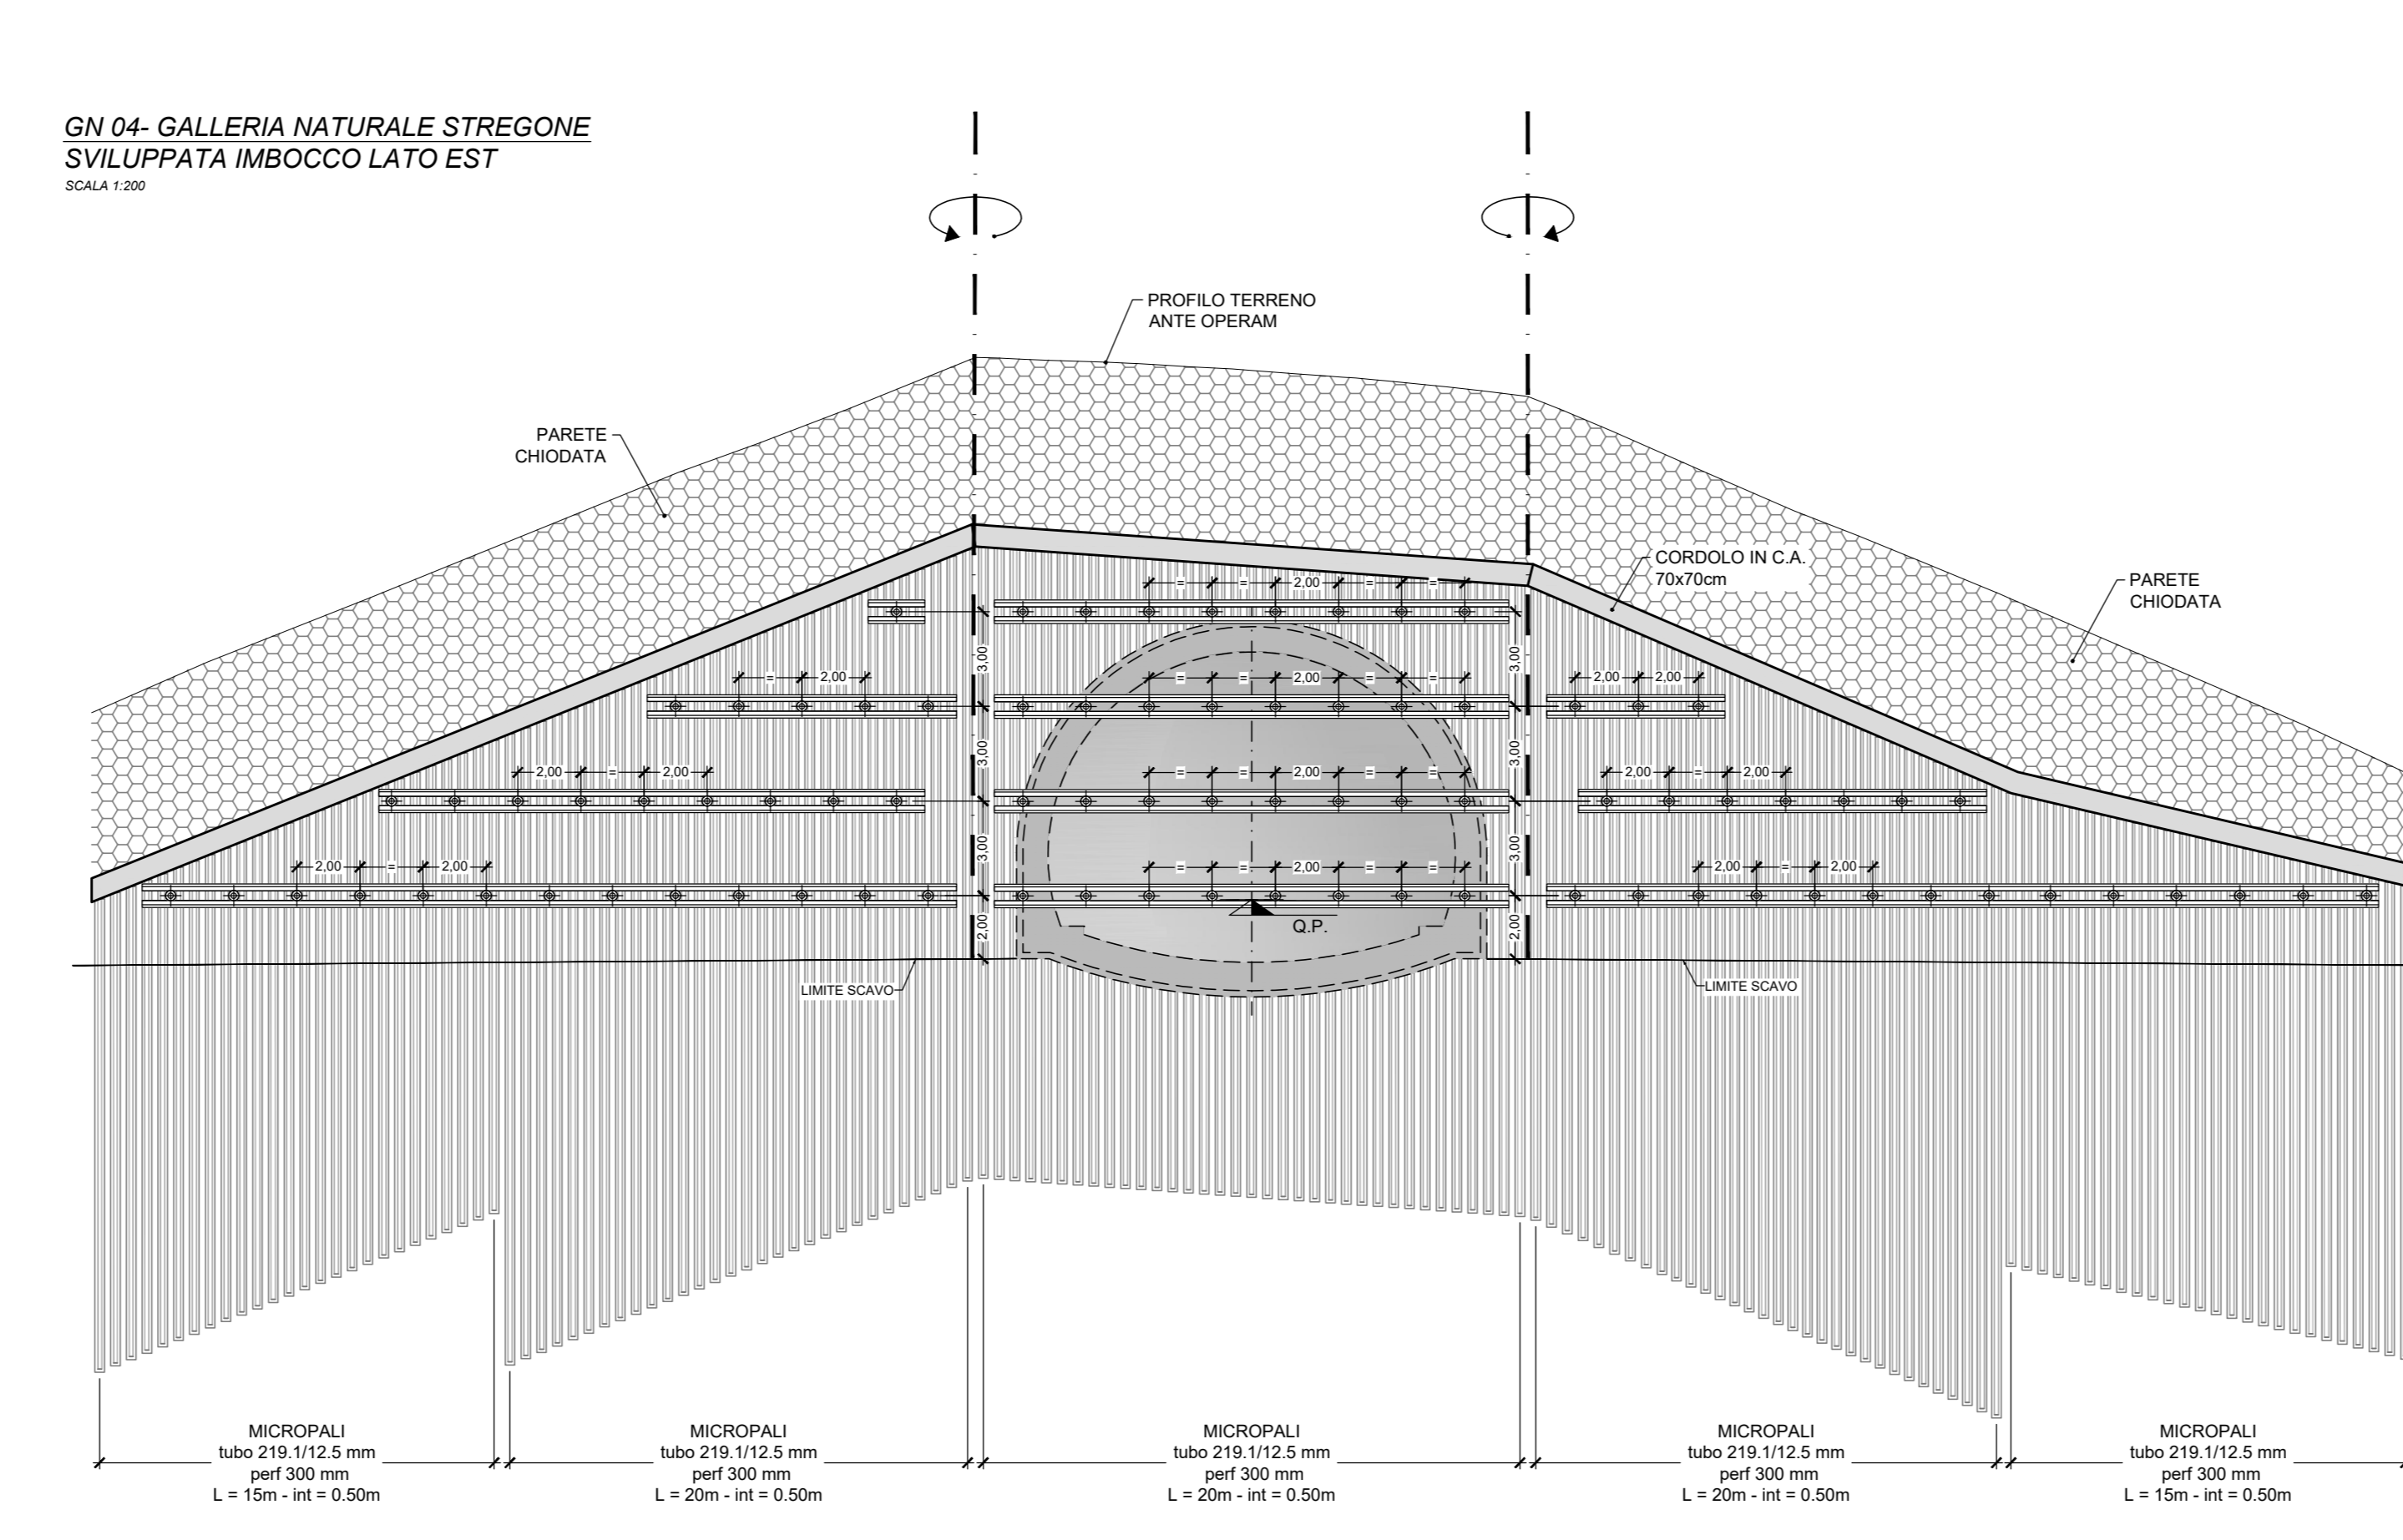 GN 04- GALLERIA NATURALE STREGONE
SVILUPPATA IMBOCCO LATO EST
SCALA 1:200
PROFILO TERRENO
ANTE OPERAM
PARETE
CHIODATA
CORDOLO IN C.A.
70x70cm
PARETE
CHIODATA
= = 2,00 = =
3,00 3,00
= 2,00
= = 2,00 = =
2,00 2,00
3,00 3,00
2,00 = 2,00
= = 2,00 = =
2,00 = 2,00
3,00 3,00
2,00 = 2,00
= = 2,00 = =
2,00 = 2,00
2,00 2,00
Q.P.
LIMITE SCAVO
LIMITE SCAVO
MICROPALI
tubo 219.1/12.5 mm
perf 300 mm
L = 15m - int = 0.50m
MICROPALI
tubo 219.1/12.5 mm
perf 300 mm
L = 20m - int = 0.50m
MICROPALI
tubo 219.1/12.5 mm
perf 300 mm
L = 20m - int = 0.50m
MICROPALI
tubo 219.1/12.5 mm
perf 300 mm
L = 20m - int = 0.50m
MICROPALI
tubo 219.1/12.5 mm
perf 300 mm
L = 15m - int = 0.50m